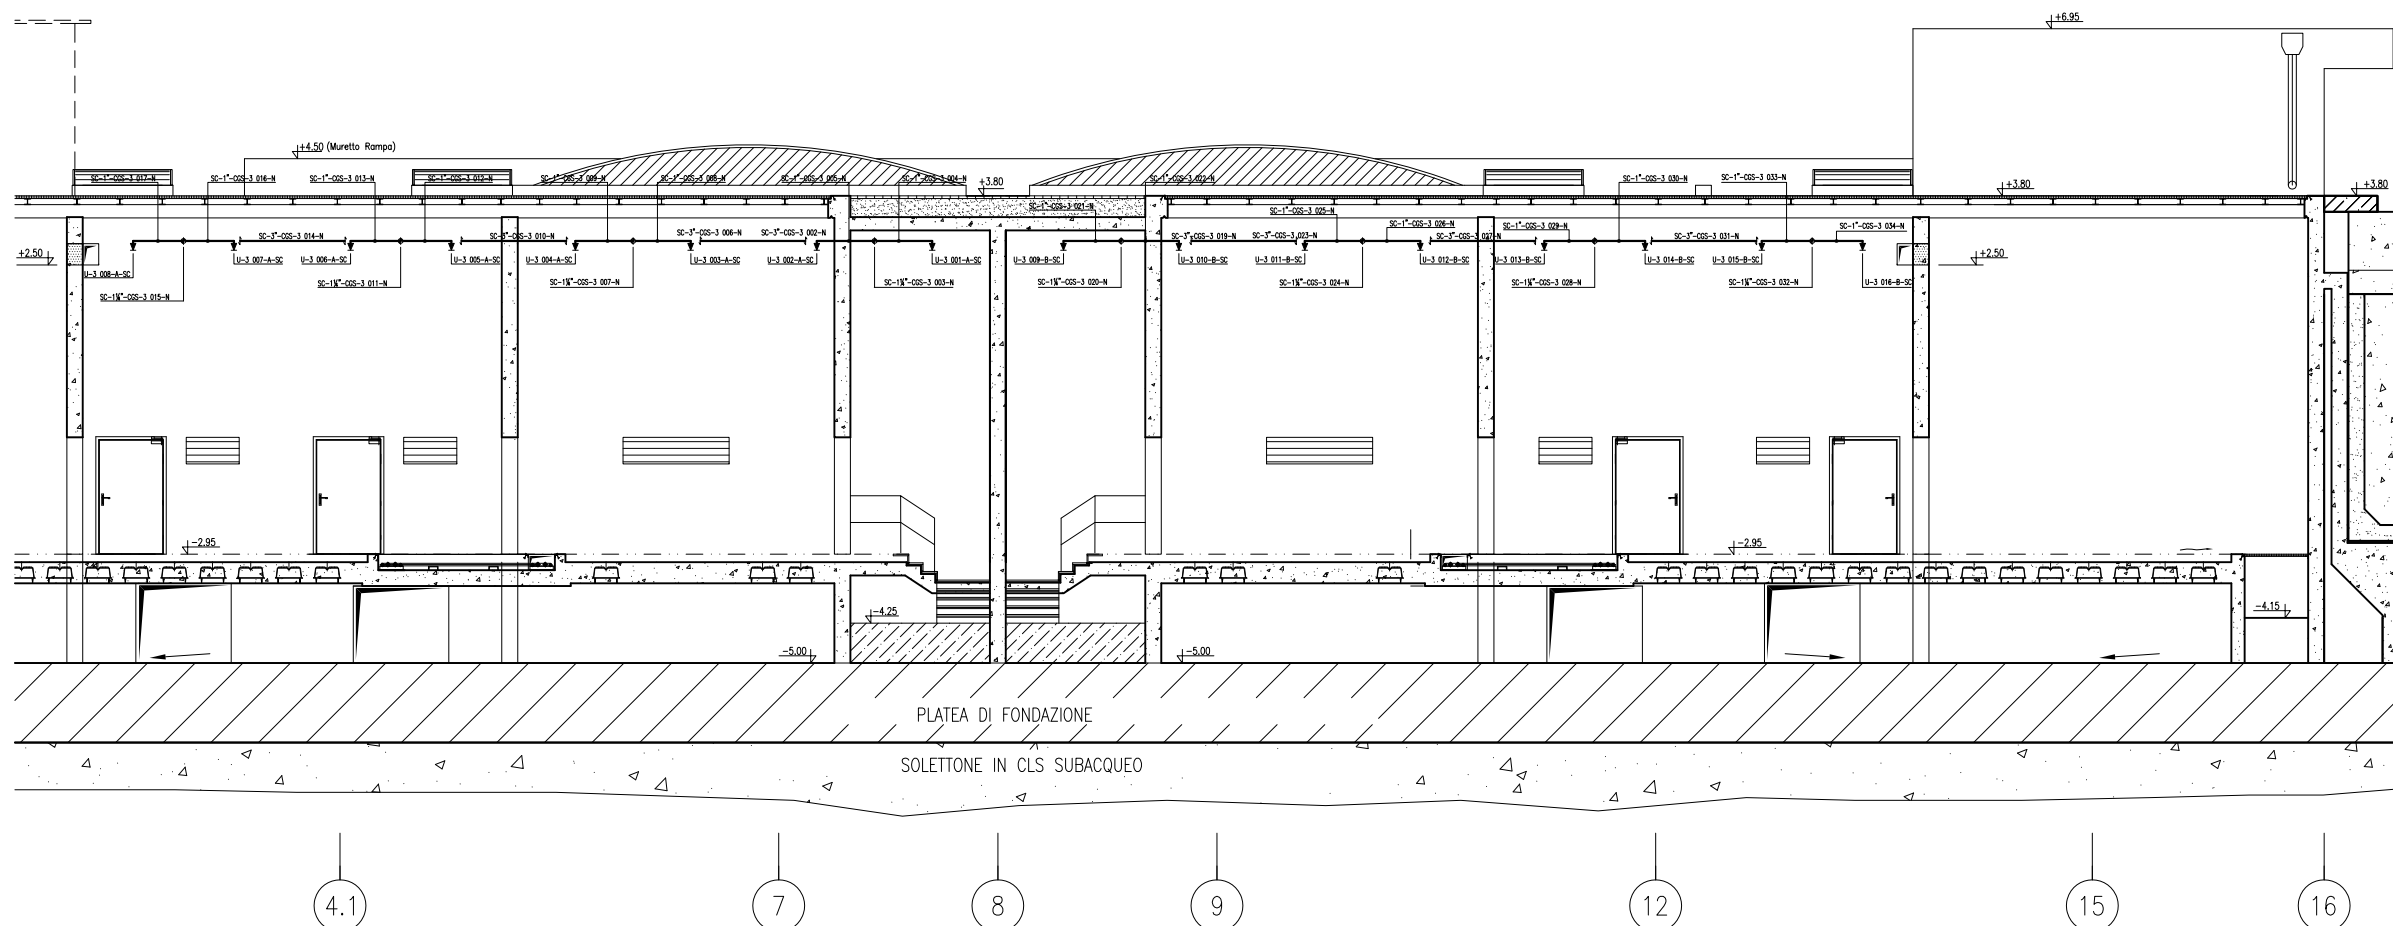 +6.95
+4.50 (Muretto Rampa)
SC-1"-CGS-3 017-N
SC-1"-CGS-3 016-N
SC-1"-CGS-3 013-N
SC-1"-CGS-3 012-N
SC-1"-CGS-3 009-N
SC-1"-CGS-3 008-N
SC-1"-CGS-3 005-N
SC-1"-CGS-3 004-N
+3.80
SC-1"-CGS-3 022-N
SC-1"-CGS-3 030-N
SC-1"-CGS-3 033-N
+3.80
+3.80
SC-1"-CGS-3 021-N
SC-1"-CGS-3 025-N
SC-1"-CGS-3 026-N
SC-1"-CGS-3 029-N
SC-1"-CGS-3 034-N
SC-3"-CGS-3 014-N
SC-3"-CGS-3 010-N
SC-3"-CGS-3 006-N
SC-3"-CGS-3 002-N
SC-3"-CGS-3 019-N
SC-3"-CGS-3 023-N
SC-3"-CGS-3 027-N
SC-3"-CGS-3 031-N
+2.50
+2.50
U-3 008-A-SC
U-3 007-A-SC
U-3 006-A-SC
U-3 005-A-SC
U-3 004-A-SC
U-3 003-A-SC
U-3 002-A-SC
U-3 001-A-SC
U-3 009-B-SC
U-3 010-B-SC
U-3 011-B-SC
U-3 012-B-SC
U-3 013-B-SC
U-3 014-B-SC
U-3 015-B-SC
U-3 016-B-SC
SC-1¼"-CGS-3 015-N
SC-1¼"-CGS-3 011-N
SC-1¼"-CGS-3 007-N
SC-1¼"-CGS-3 003-N
SC-1¼"-CGS-3 020-N
SC-1¼"-CGS-3 024-N
SC-1¼"-CGS-3 028-N
SC-1¼"-CGS-3 032-N
-2.95
-2.95
-4.25
-4.15
-5.00
-5.00
PLATEA DI FONDAZIONE
SOLETTONE IN CLS SUBACQUEO
4.1
7
8
9
12
15
16